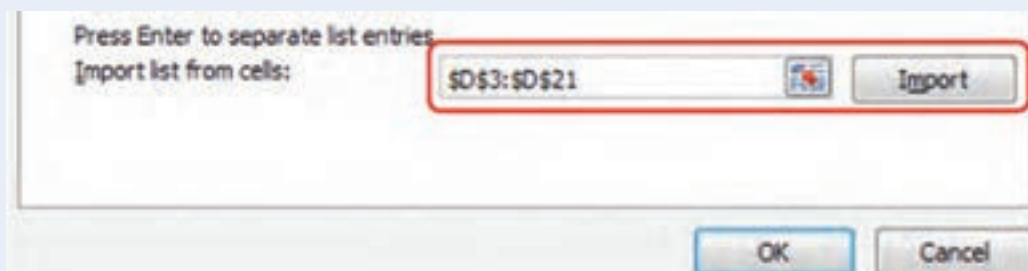 Press Enter to separate list entries.
Import list from cells:
$D$3:$D$21
Import
OK
Cancel